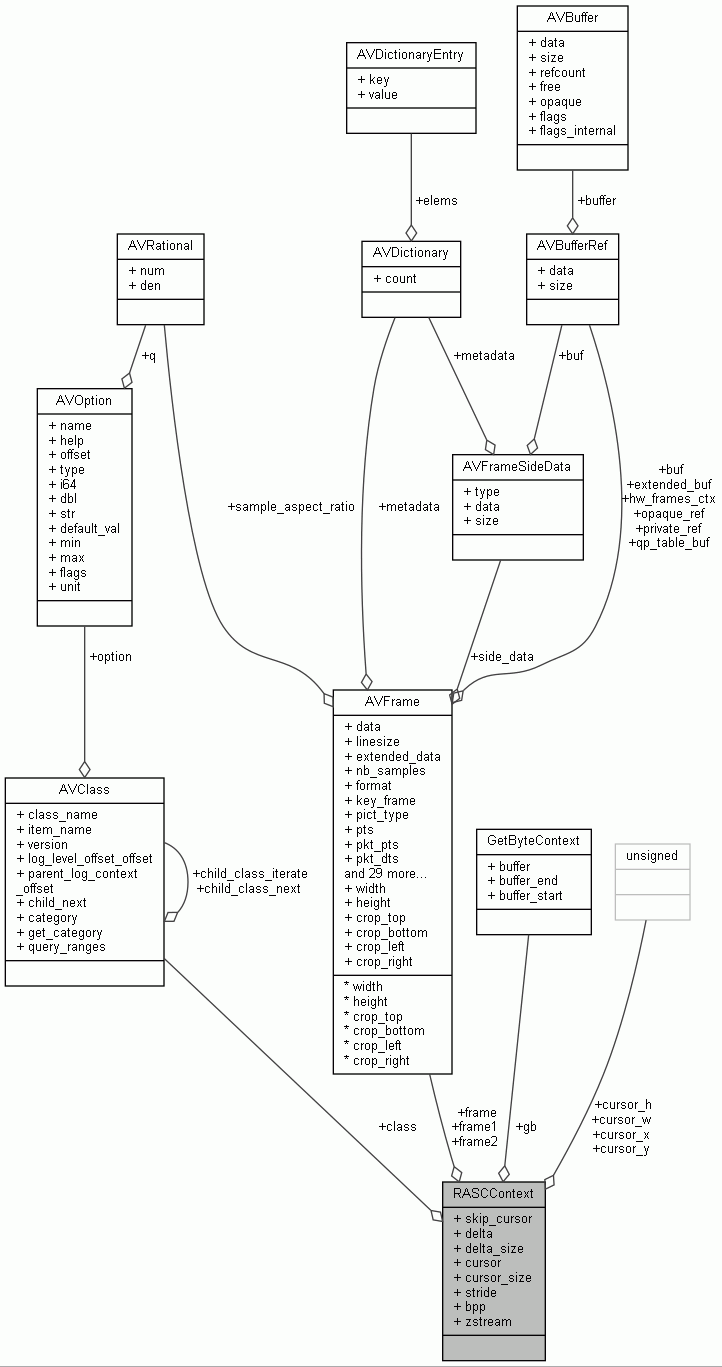 AVBuffer
+ data
+ size
+ refcount
+ free
+ opaque
+ flags
+ flags_internal
AVDictionaryEntry
+ key
+ value
+elems
+buffer
AVRational
+ num
+ den
AVDictionary
+ count
AVBufferRef
+ data
+ size
+q
+metadata
+buf
AVOption
+ name
+ help
+ offset
+ type
+ i64
+ dbl
+ str
+ default_val
+ min
+ max
+ flags
+ unit
AVFrameSideData
+ type
+ data
+ size
+sample_aspect_ratio
+metadata
+buf
+extended_buf
+hw_frames_ctx
+opaque_ref
+private_ref
+qp_table_buf
+option
+side_data
AVFrame
+ data
+ linesize
+ extended_data
+ nb_samples
+ format
+ key_frame
+ pict_type
+ pts
+ pkt_pts
+ pkt_dts
and 29 more...
+ width
+ height
+ crop_top
+ crop_bottom
+ crop_left
+ crop_right
* width
* height
* crop_top
* crop_bottom
* crop_left
* crop_right
AVClass
+ class_name
+ item_name
+ version
+ log_level_offset_offset
+ parent_log_context
_offset
+ child_next
+ category
+ get_category
+ query_ranges
+child_class_iterate
+child_class_next
GetByteContext
+ buffer
+ buffer_end
+ buffer_start
unsigned
+class
+frame
+frame1
+frame2
+gb
+cursor_h
+cursor_w
+cursor_x
+cursor_y
RASCContext
+ skip_cursor
+ delta
+ delta_size
+ cursor
+ cursor_size
+ stride
+ bpp
+ zstream